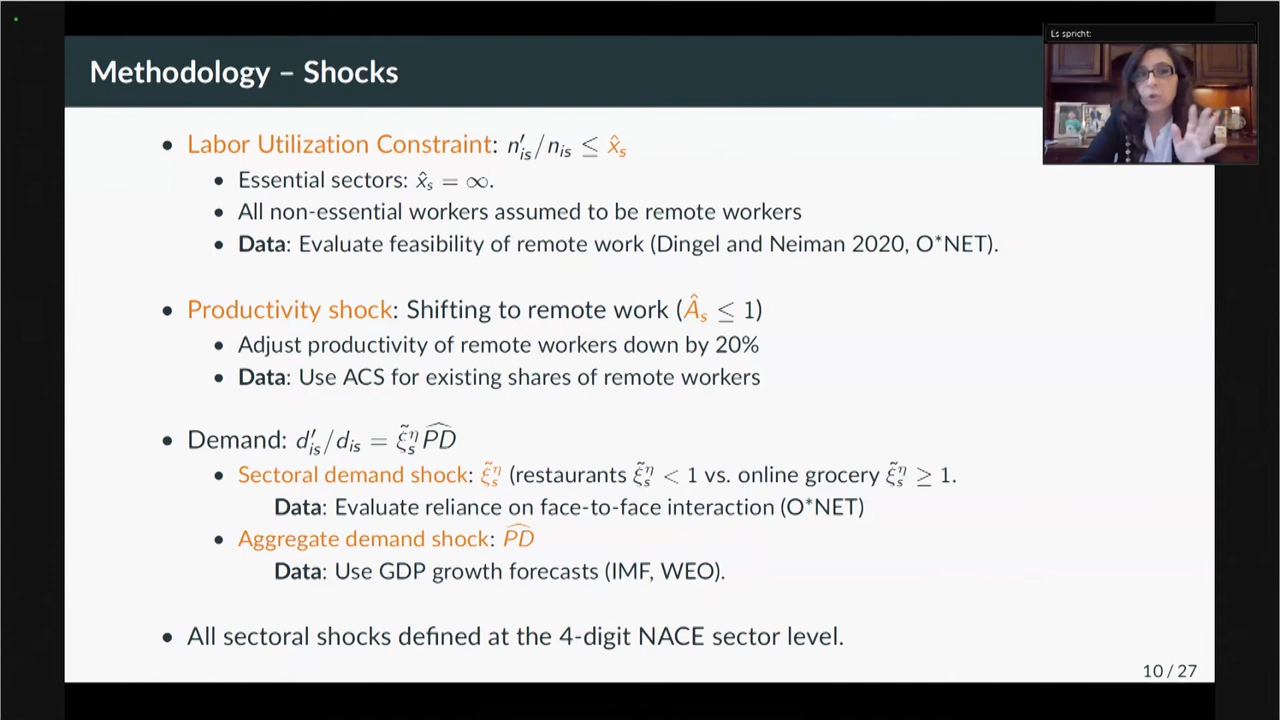 Es spricht:
Methodology – Shocks
• Labor Utilization Constraint: n′ᵢₛ/nᵢₛ ≤ x̂ₛ
• Essential sectors: x̂ₛ = ∞.
• All non-essential workers assumed to be remote workers
• Data: Evaluate feasibility of remote work (Dingel and Neiman 2020, O*NET).
• Productivity shock: Shifting to remote work (Âₛ ≤ 1)
• Adjust productivity of remote workers down by 20%
• Data: Use ACS for existing shares of remote workers
• Demand: d′ᵢₛ/dᵢₛ = ξ̃ₛ^η P͡D
• Sectoral demand shock: ξ̃ₛ^η (restaurants ξ̃ₛ^η < 1 vs. online grocery ξ̃ₛ^η ≥ 1.
Data: Evaluate reliance on face-to-face interaction (O*NET)
• Aggregate demand shock: P͡D
Data: Use GDP growth forecasts (IMF, WEO).
• All sectoral shocks defined at the 4-digit NACE sector level.
10 / 27